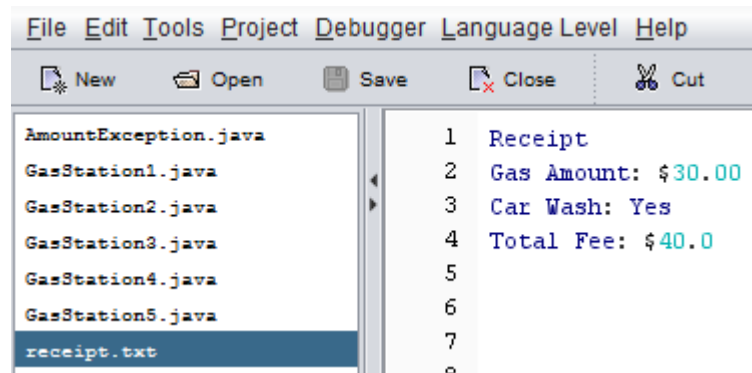 File Edit Tools Project Debugger Language Level Help
New Open Save Close Cut
AmountException.java
GasStation1.java
GasStation2.java
GasStation3.java
GasStation4.java
GasStation5.java
receipt.txt
1 Receipt
2 Gas Amount: $30.00
3 Car Wash: Yes
4 Total Fee: $40.0
5
6
7